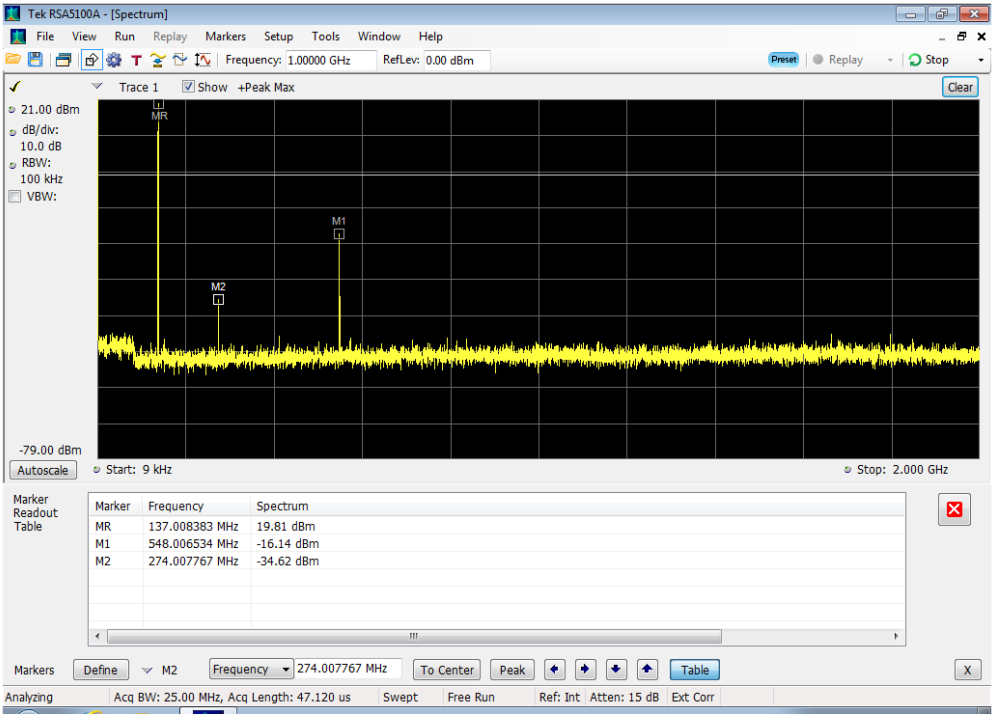 Tek RSA5100A - [Spectrum]
File View Run Replay Markers Setup Tools Window Help
T Frequency: 1.00000 GHz RefLev: 0.00 dBm Preset Replay Stop
Trace 1 Show +Peak Max Clear
21.00 dBm
dB/div:
10.0 dB
RBW:
100 kHz
VBW:
MR
M1
M2
-79.00 dBm
Autoscale Start: 9 kHz Stop: 2.000 GHz
Marker
Readout
Table
Marker Frequency Spectrum
MR 137.008383 MHz 19.81 dBm
M1 548.006534 MHz -16.14 dBm
M2 274.007767 MHz -34.62 dBm
Markers Define M2 Frequency 274.007767 MHz To Center Peak Table X
Analyzing Acq BW: 25.00 MHz, Acq Length: 47.120 us Swept Free Run Ref: Int Atten: 15 dB Ext Corr